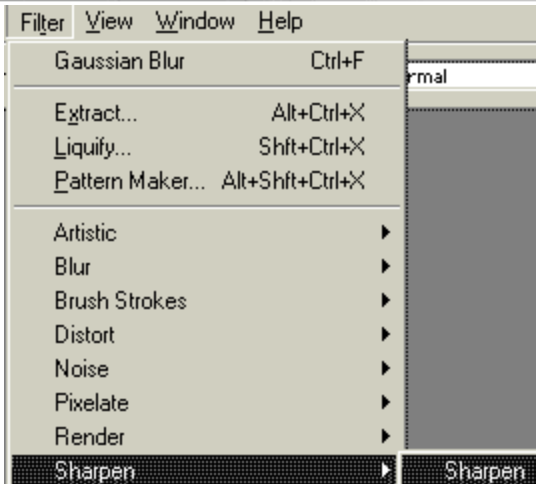 Filter View Window Help
Gaussian Blur Ctrl+F
rmal
Extract... Alt+Ctrl+X
Liquify... Shft+Ctrl+X
Pattern Maker... Alt+Shft+Ctrl+X
Artistic
Blur
Brush Strokes
Distort
Noise
Pixelate
Render
Sharpen Sharpen